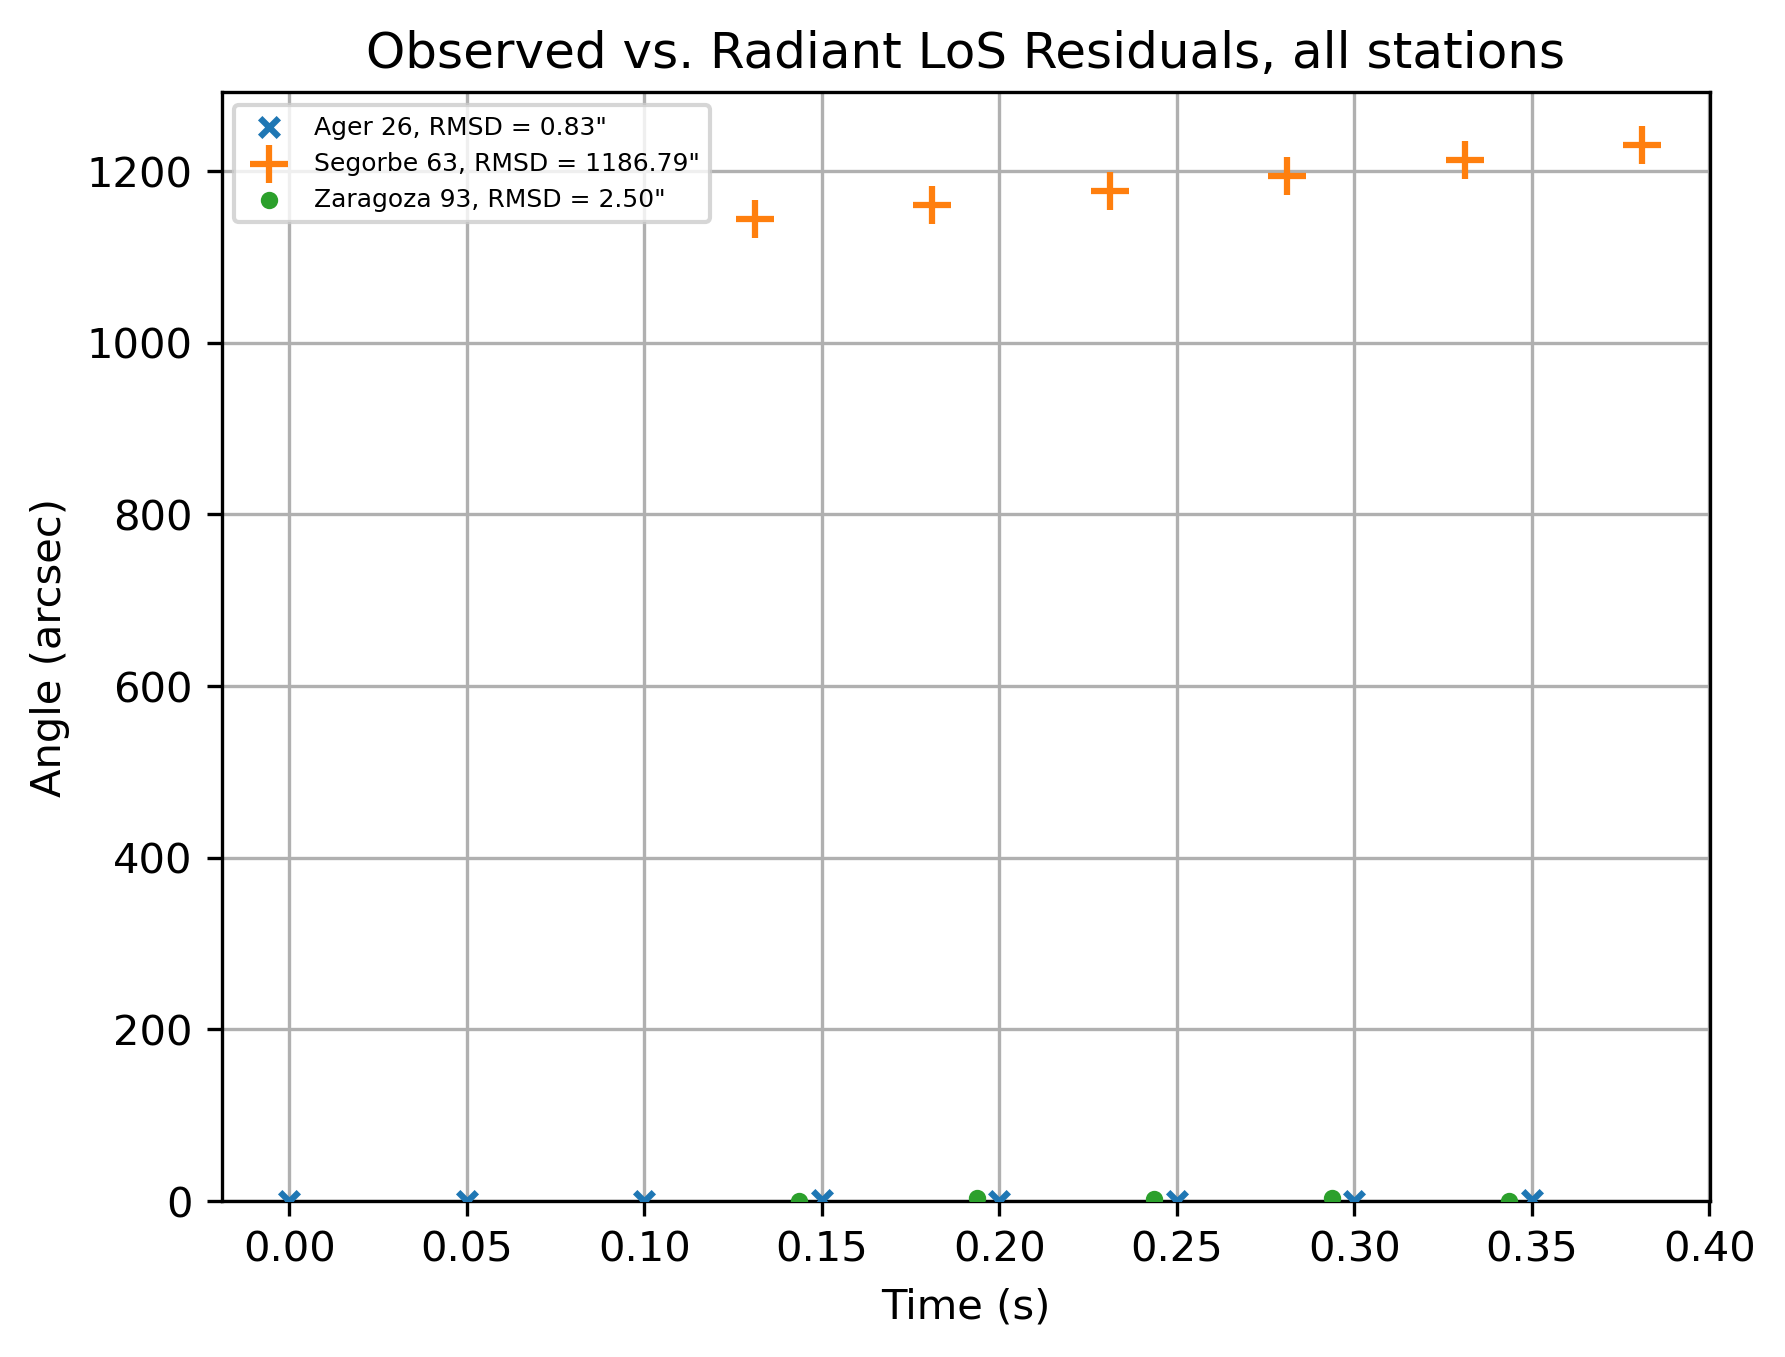 Observed vs. Radiant LoS Residuals, all stations
Ager 26, RMSD = 0.83"
Segorbe 63, RMSD = 1186.79"
Zaragoza 93, RMSD = 2.50"
1200
1000
800
600
400
200
0
Angle (arcsec)
0.00 0.05 0.10 0.15 0.20 0.25 0.30 0.35 0.40
Time (s)